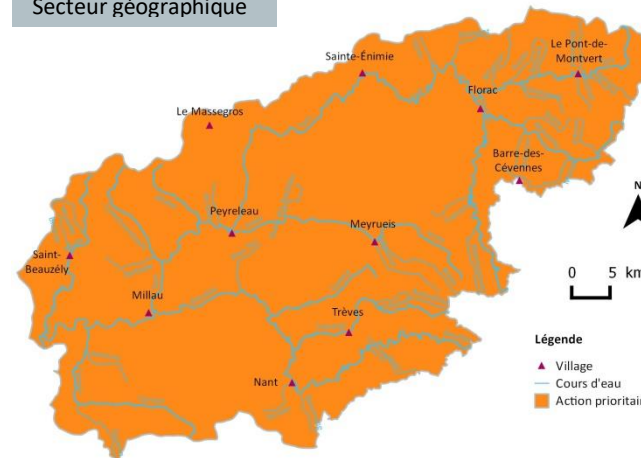 Secteur géographique
Le Pont-de-
Montvert
Sainte-Énimie
Florac
Le Massegros
Barre-des-
Cévennes
N
Peyreleau
Meyrueis
Saint-
Beauzély
0 5 km
Millau
Trèves
Légende
Village
Nant
Cours d'eau
Action prioritair